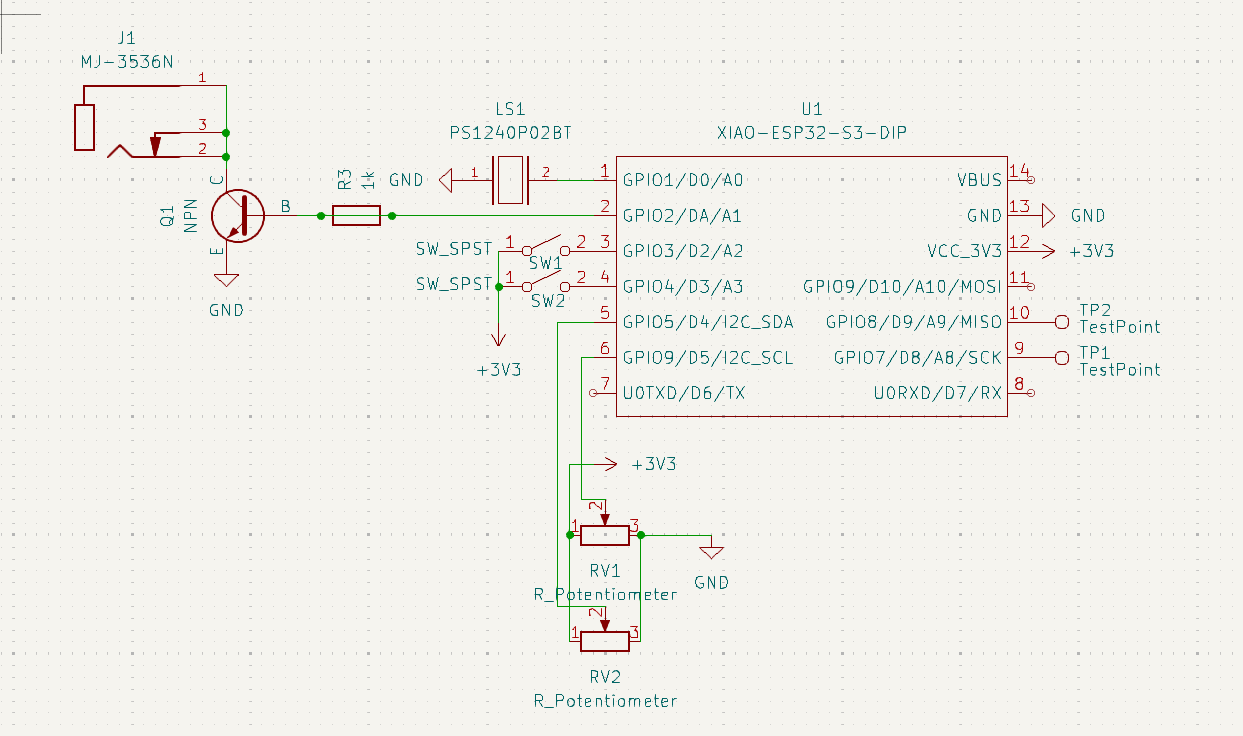 J1
MJ-3536N
1
3
2
C
Q1
NPN
B
E
GND
R3
1k
GND
LS1
PS1240P02BT
1
2
U1
XIAO-ESP32-S3-DIP
1
GPIO1/D0/A0
2
GPIO2/DA/A1
3
GPIO3/D2/A2
4
GPIO4/D3/A3
5
GPIO5/D4/I2C_SDA
6
GPIO9/D5/I2C_SCL
7
U0TXD/D6/TX
VBUS
14
GND
13
GND
VCC_3V3
12
+3V3
GPIO9/D10/A10/MOSI
11
GPIO8/D9/A9/MISO
10
TP2
TestPoint
GPIO7/D8/A8/SCK
9
TP1
TestPoint
U0RXD/D7/RX
8
SW_SPST
1
2
SW1
SW_SPST
1
2
SW2
+3V3
+3V3
2
1
3
RV1
R_Potentiometer
GND
2
1
3
RV2
R_Potentiometer